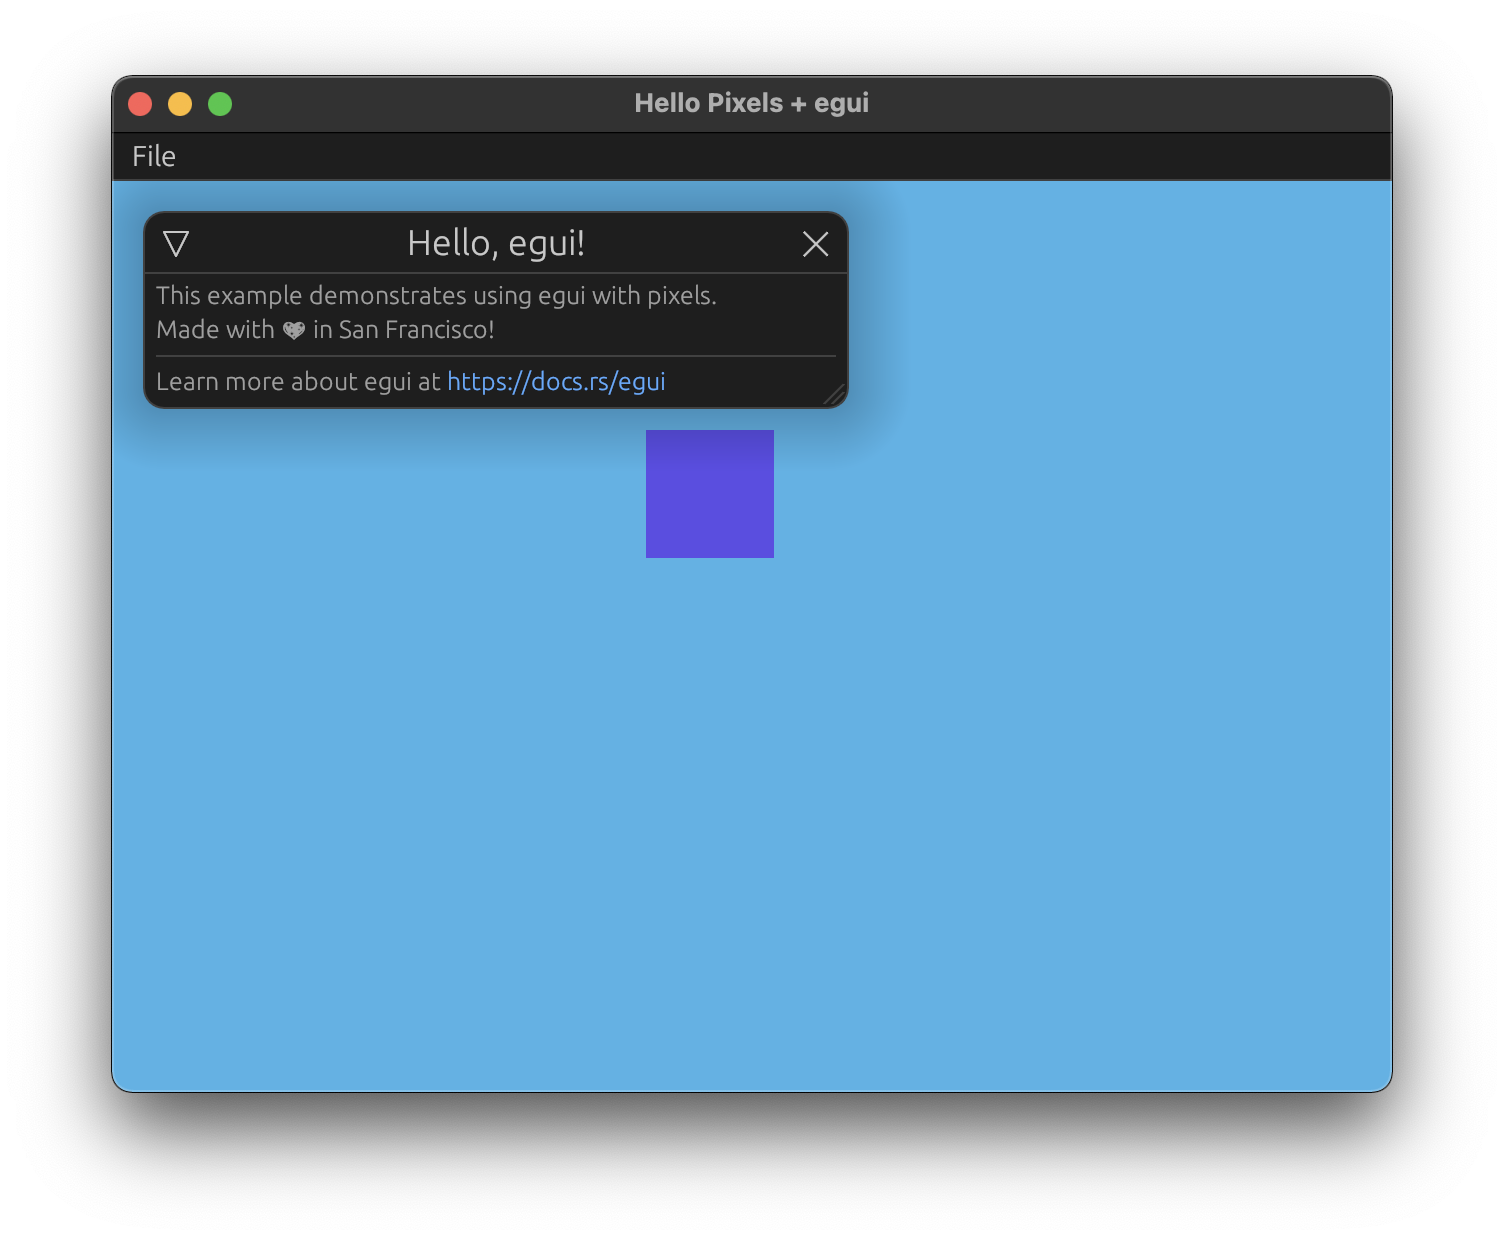 Hello Pixels + egui
File
Hello, egui!
This example demonstrates using egui with pixels.
Made with 💖 in San Francisco!
Learn more about egui at https://docs.rs/egui